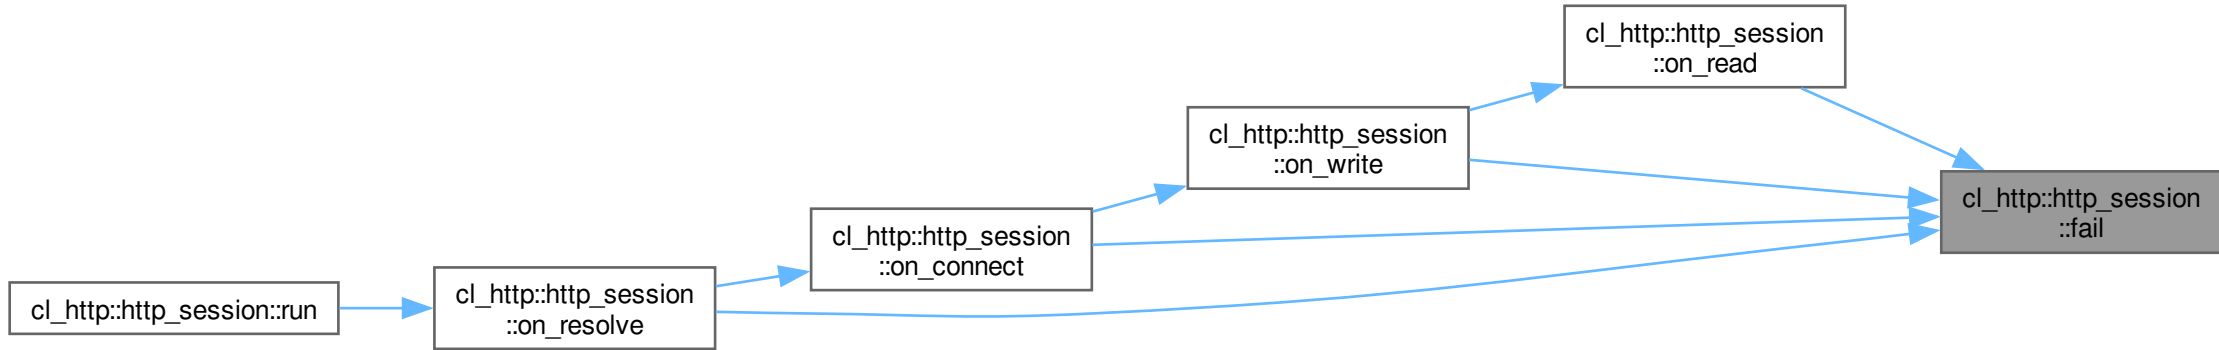 cl_http::http_session
::on_read
cl_http::http_session
::on_write
cl_http::http_session
::fail
cl_http::http_session
::on_connect
cl_http::http_session
::on_resolve
cl_http::http_session::run